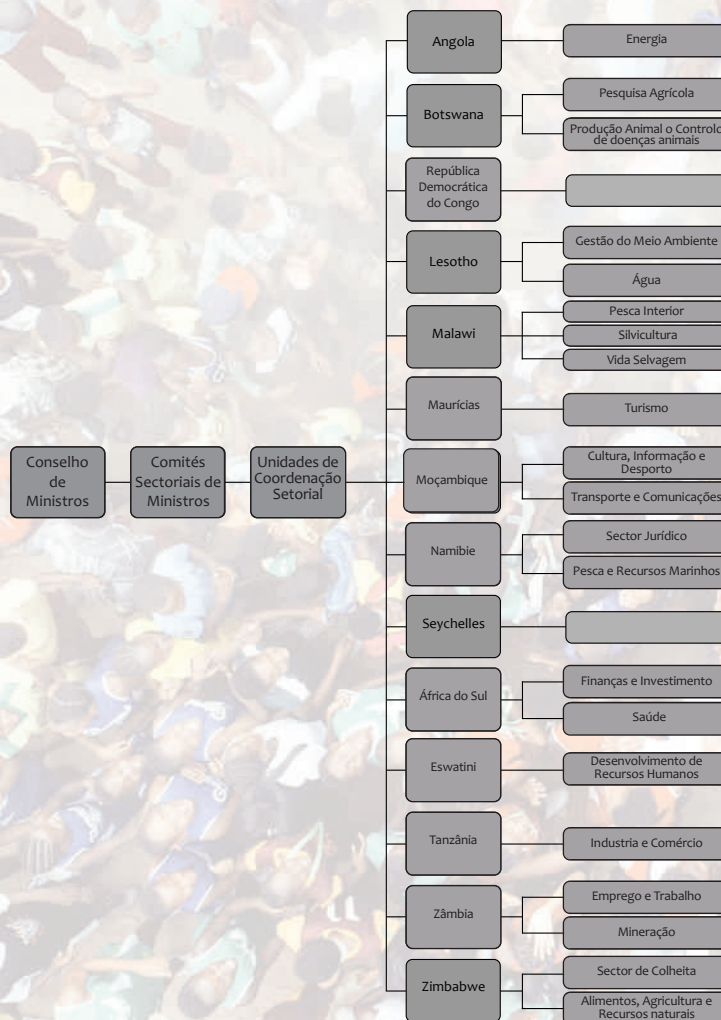 Conselho
de
Ministros
Comités
Sectoriais de
Ministros
Unidades de
Coordenação
Setorial
Angola
Energia
Botswana
Pesquisa Agrícola
Produção Animal o Controlo
de doenças animais
República
Democrática
do Congo
Lesotho
Gestão do Meio Ambiente
Água
Malawi
Pesca Interior
Silvicultura
Vida Selvagem
Maurícias
Turismo
Moçambique
Cultura, Informação e
Desporto
Transporte e Comunicações
Namibie
Sector Jurídico
Pesca e Recursos Marinhos
Seychelles
África do Sul
Finanças e Investimento
Saúde
Eswatini
Desenvolvimento de
Recursos Humanos
Tanzânia
Industria e Comércio
Zâmbia
Emprego e Trabalho
Mineração
Zimbabwe
Sector de Colheita
Alimentos, Agricultura e
Recursos naturais